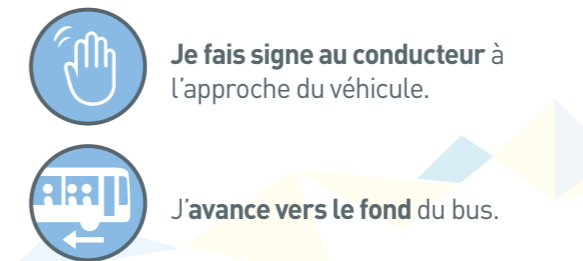 Je fais signe au conducteur à
l’approche du véhicule.
J’avance vers le fond du bus.